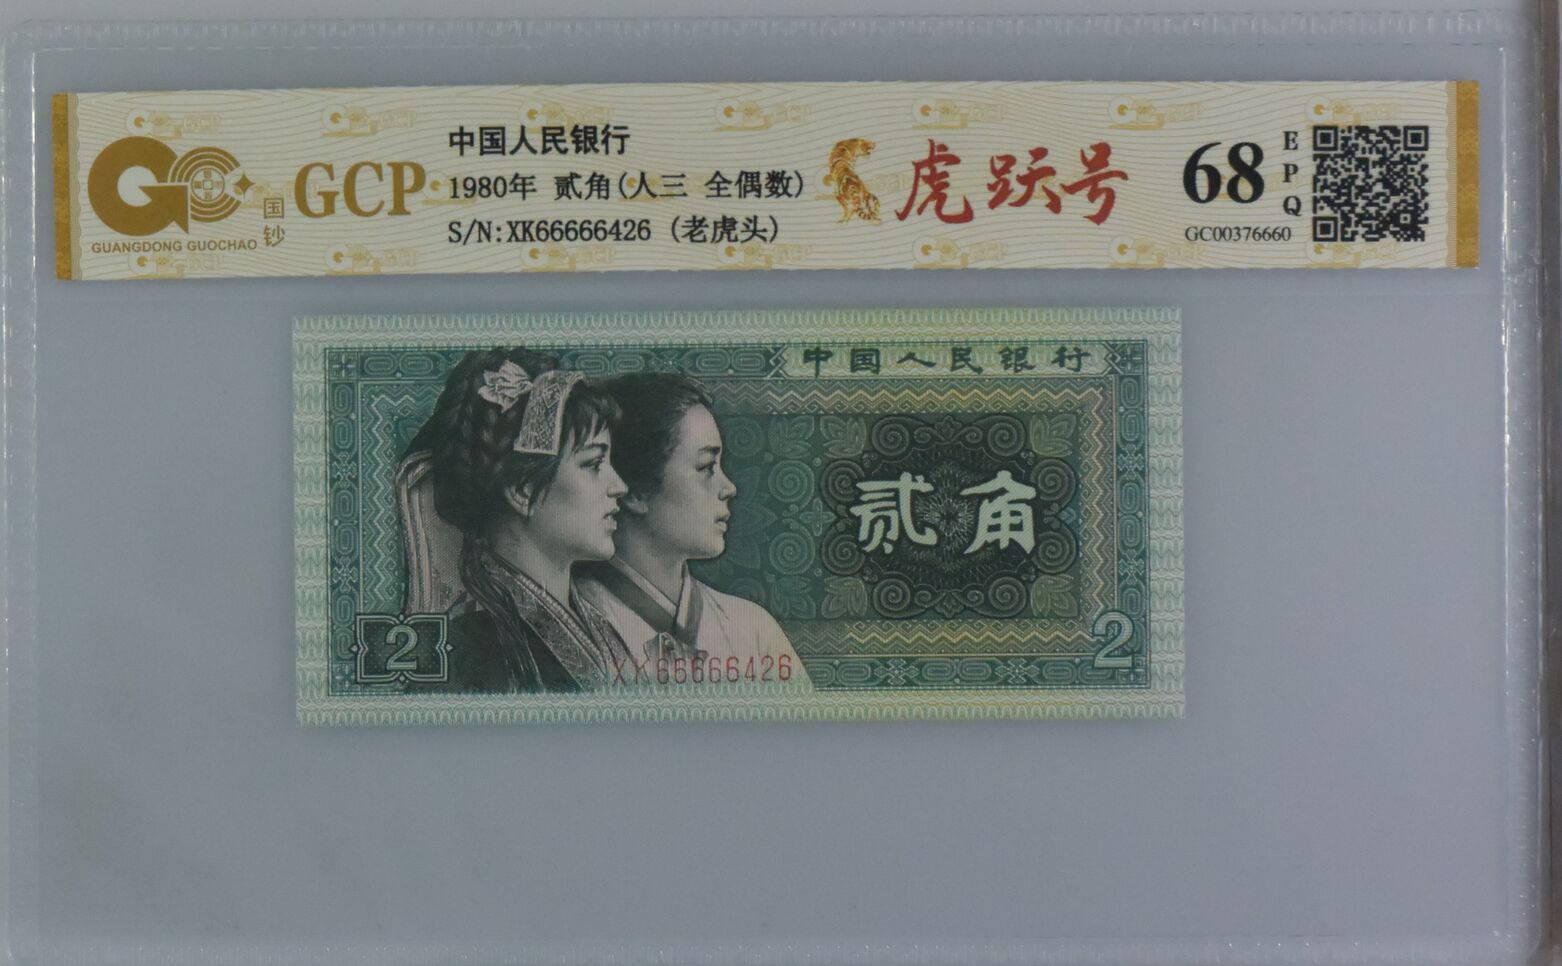 国钞
GUANGDONG GUOCHAO
GCP
中国人民银行
1980年 贰角(人三 全偶数)
S/N:XK66666426 (老虎头)
虎跃号
68
EPQ
GC00376660
中国人民银行
贰角
2
2
XK66666426